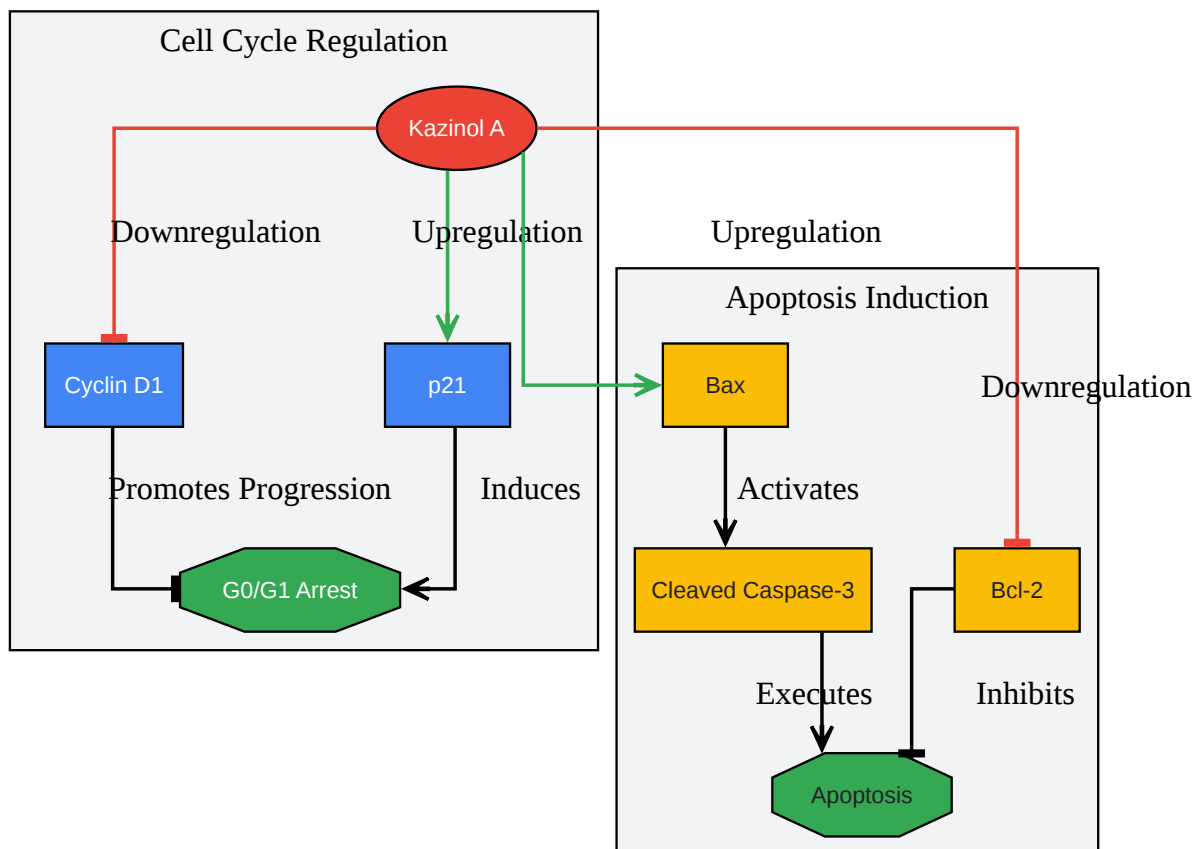 Cell Cycle Regulation
Kazinol A
Downregulation
Upregulation
Upregulation
Apoptosis Induction
Cyclin D1
p21
Bax
Downregulation
Promotes Progression
Induces
Activates
G0/G1 Arrest
Cleaved Caspase-3
Bcl-2
Executes
Inhibits
Apoptosis